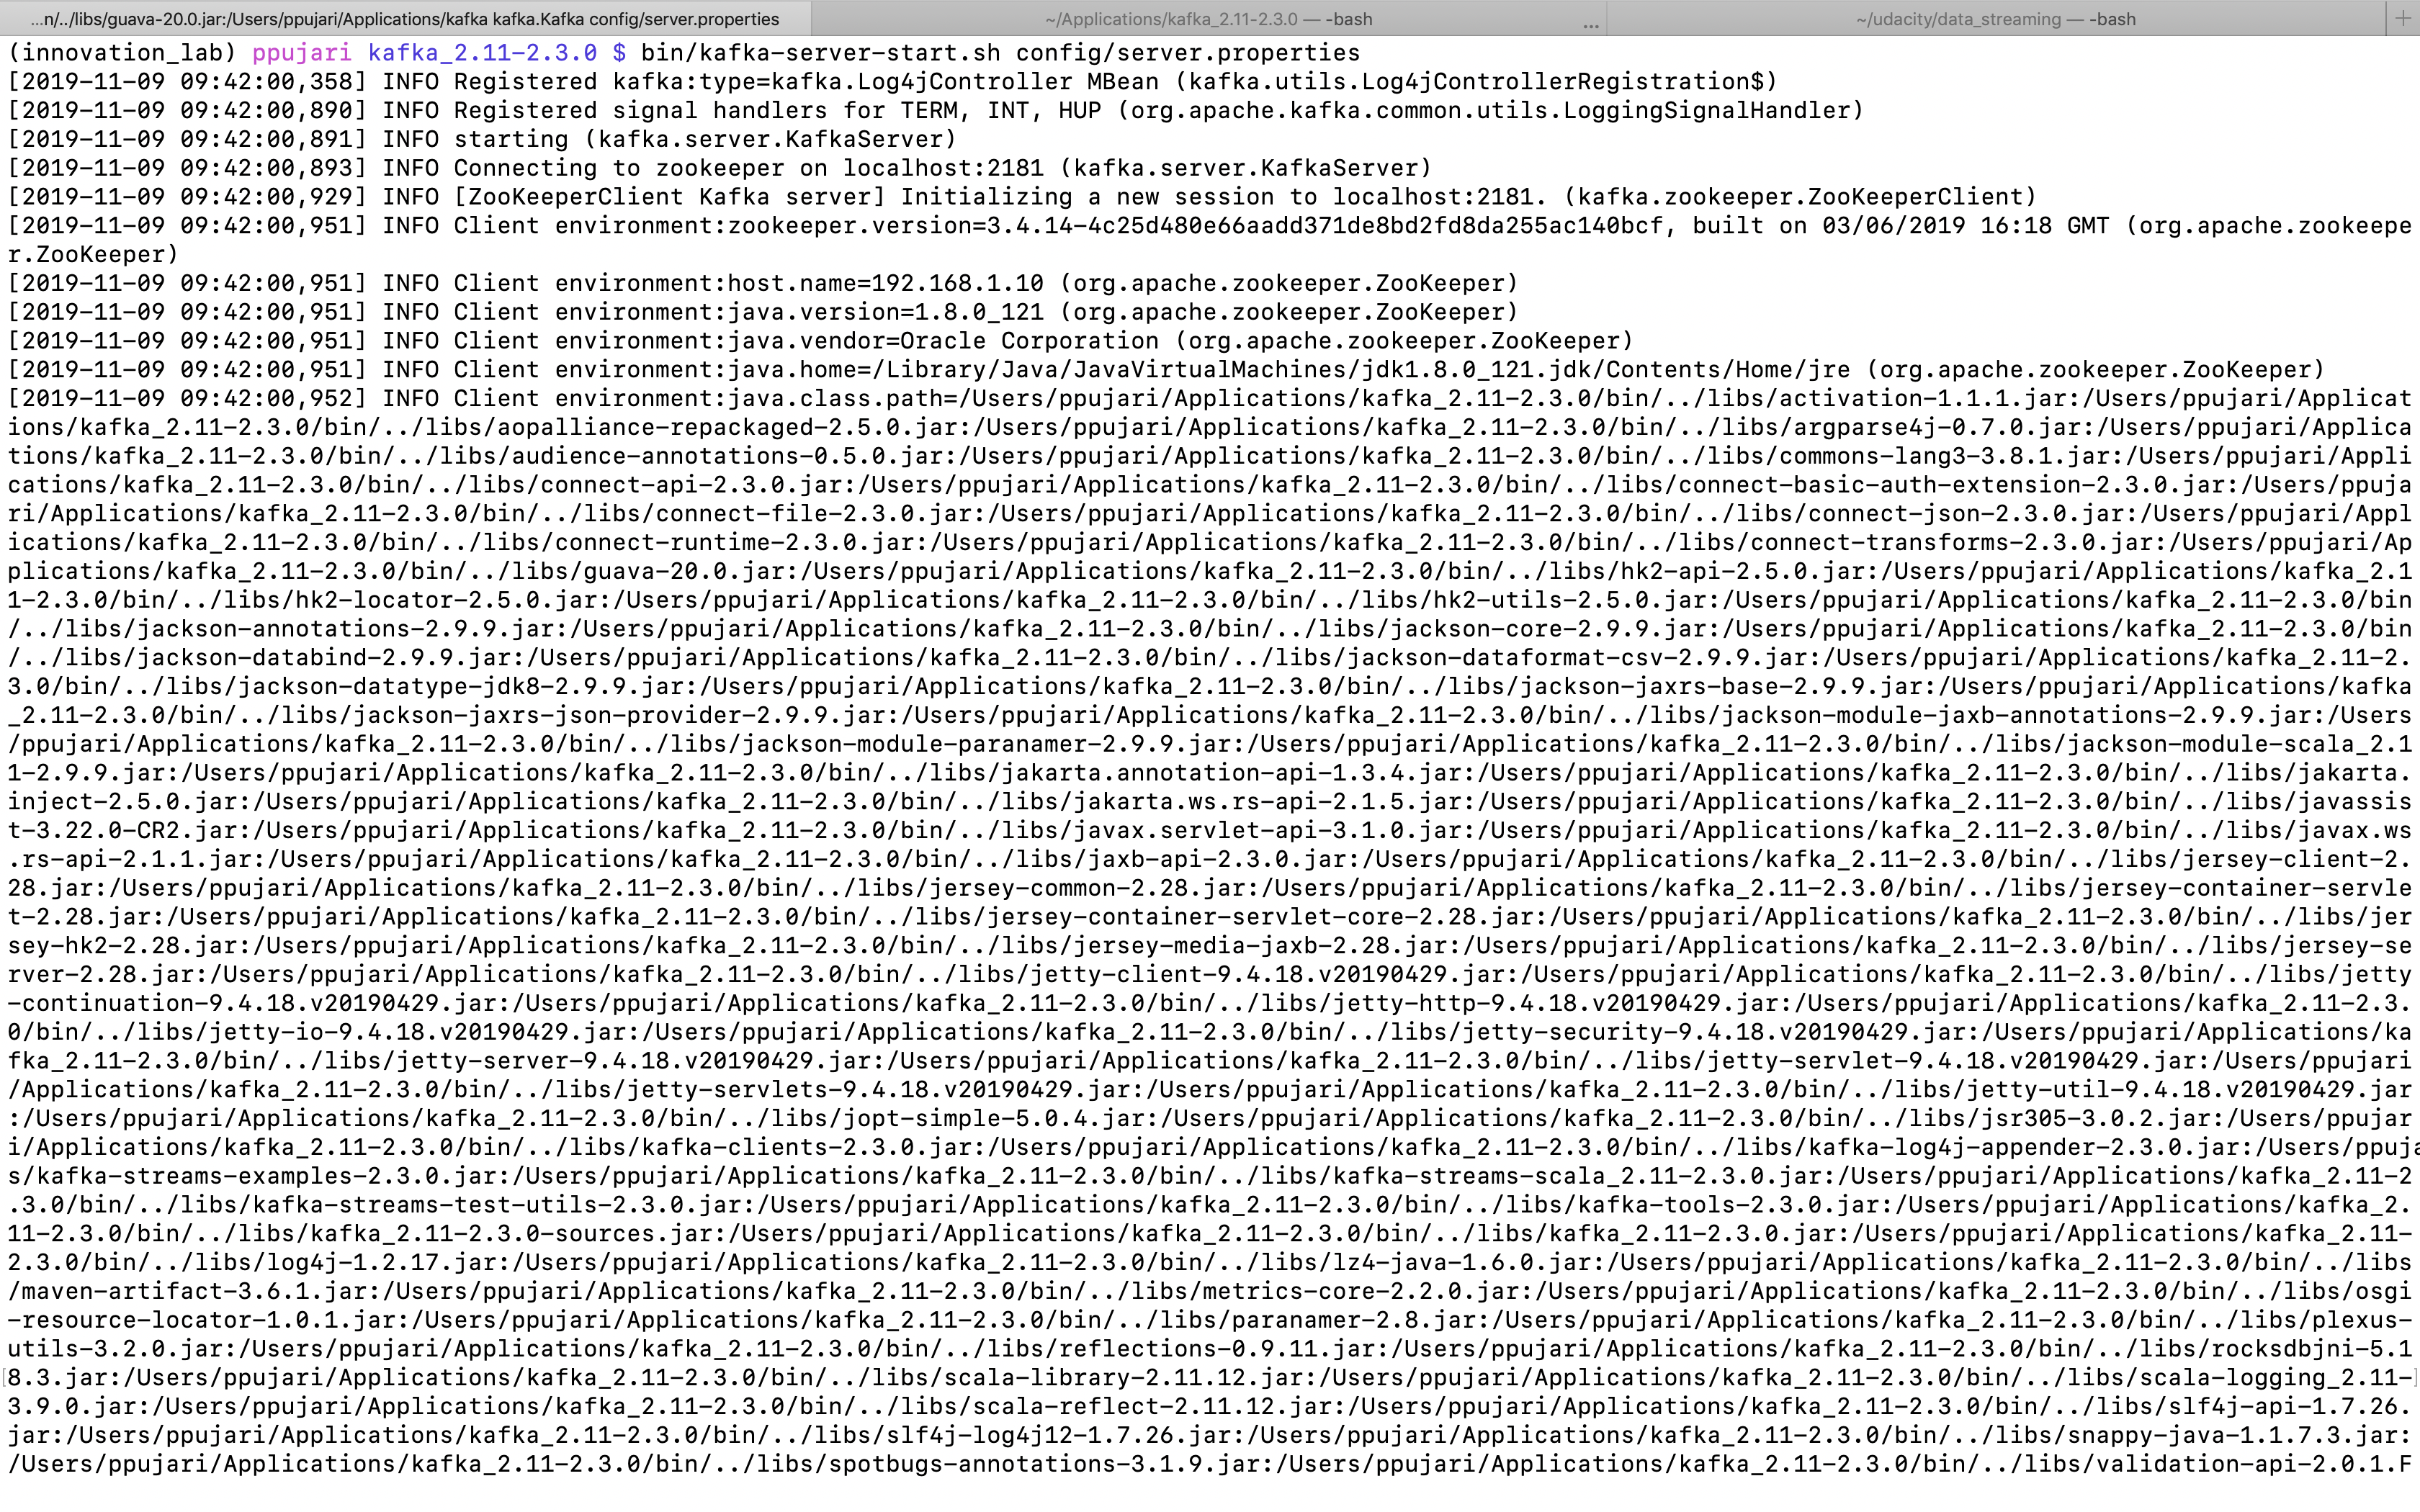 ...n/../libs/guava-20.0.jar:/Users/ppujari/Applications/kafka kafka.Kafka config/server.properties
~/Applications/kafka_2.11-2.3.0 — -bash
...
~/udacity/data_streaming — -bash
+
(innovation_lab) ppujari kafka_2.11-2.3.0 $ bin/kafka-server-start.sh config/server.properties
[2019-11-09 09:42:00,358] INFO Registered kafka:type=kafka.Log4jController MBean (kafka.utils.Log4jControllerRegistration$)
[2019-11-09 09:42:00,890] INFO Registered signal handlers for TERM, INT, HUP (org.apache.kafka.common.utils.LoggingSignalHandler)
[2019-11-09 09:42:00,891] INFO starting (kafka.server.KafkaServer)
[2019-11-09 09:42:00,893] INFO Connecting to zookeeper on localhost:2181 (kafka.server.KafkaServer)
[2019-11-09 09:42:00,929] INFO [ZooKeeperClient Kafka server] Initializing a new session to localhost:2181. (kafka.zookeeper.ZooKeeperClient)
[2019-11-09 09:42:00,951] INFO Client environment:zookeeper.version=3.4.14-4c25d480e66aadd371de8bd2fd8da255ac140bcf, built on 03/06/2019 16:18 GMT (org.apache.zookeepe
r.ZooKeeper)
[2019-11-09 09:42:00,951] INFO Client environment:host.name=192.168.1.10 (org.apache.zookeeper.ZooKeeper)
[2019-11-09 09:42:00,951] INFO Client environment:java.version=1.8.0_121 (org.apache.zookeeper.ZooKeeper)
[2019-11-09 09:42:00,951] INFO Client environment:java.vendor=Oracle Corporation (org.apache.zookeeper.ZooKeeper)
[2019-11-09 09:42:00,951] INFO Client environment:java.home=/Library/Java/JavaVirtualMachines/jdk1.8.0_121.jdk/Contents/Home/jre (org.apache.zookeeper.ZooKeeper)
[2019-11-09 09:42:00,952] INFO Client environment:java.class.path=/Users/ppujari/Applications/kafka_2.11-2.3.0/bin/../libs/activation-1.1.1.jar:/Users/ppujari/Applicat
ions/kafka_2.11-2.3.0/bin/../libs/aopalliance-repackaged-2.5.0.jar:/Users/ppujari/Applications/kafka_2.11-2.3.0/bin/../libs/argparse4j-0.7.0.jar:/Users/ppujari/Applica
tions/kafka_2.11-2.3.0/bin/../libs/audience-annotations-0.5.0.jar:/Users/ppujari/Applications/kafka_2.11-2.3.0/bin/../libs/commons-lang3-3.8.1.jar:/Users/ppujari/Appli
cations/kafka_2.11-2.3.0/bin/../libs/connect-api-2.3.0.jar:/Users/ppujari/Applications/kafka_2.11-2.3.0/bin/../libs/connect-basic-auth-extension-2.3.0.jar:/Users/ppuja
ri/Applications/kafka_2.11-2.3.0/bin/../libs/connect-file-2.3.0.jar:/Users/ppujari/Applications/kafka_2.11-2.3.0/bin/../libs/connect-json-2.3.0.jar:/Users/ppujari/Appl
ications/kafka_2.11-2.3.0/bin/../libs/connect-runtime-2.3.0.jar:/Users/ppujari/Applications/kafka_2.11-2.3.0/bin/../libs/connect-transforms-2.3.0.jar:/Users/ppujari/Ap
plications/kafka_2.11-2.3.0/bin/../libs/guava-20.0.jar:/Users/ppujari/Applications/kafka_2.11-2.3.0/bin/../libs/hk2-api-2.5.0.jar:/Users/ppujari/Applications/kafka_2.1
1-2.3.0/bin/../libs/hk2-locator-2.5.0.jar:/Users/ppujari/Applications/kafka_2.11-2.3.0/bin/../libs/hk2-utils-2.5.0.jar:/Users/ppujari/Applications/kafka_2.11-2.3.0/bin
/../libs/jackson-annotations-2.9.9.jar:/Users/ppujari/Applications/kafka_2.11-2.3.0/bin/../libs/jackson-core-2.9.9.jar:/Users/ppujari/Applications/kafka_2.11-2.3.0/bin
/../libs/jackson-databind-2.9.9.jar:/Users/ppujari/Applications/kafka_2.11-2.3.0/bin/../libs/jackson-dataformat-csv-2.9.9.jar:/Users/ppujari/Applications/kafka_2.11-2.
3.0/bin/../libs/jackson-datatype-jdk8-2.9.9.jar:/Users/ppujari/Applications/kafka_2.11-2.3.0/bin/../libs/jackson-jaxrs-base-2.9.9.jar:/Users/ppujari/Applications/kafka
_2.11-2.3.0/bin/../libs/jackson-jaxrs-json-provider-2.9.9.jar:/Users/ppujari/Applications/kafka_2.11-2.3.0/bin/../libs/jackson-module-jaxb-annotations-2.9.9.jar:/Users
/ppujari/Applications/kafka_2.11-2.3.0/bin/../libs/jackson-module-paranamer-2.9.9.jar:/Users/ppujari/Applications/kafka_2.11-2.3.0/bin/../libs/jackson-module-scala_2.1
1-2.9.9.jar:/Users/ppujari/Applications/kafka_2.11-2.3.0/bin/../libs/jakarta.annotation-api-1.3.4.jar:/Users/ppujari/Applications/kafka_2.11-2.3.0/bin/../libs/jakarta.
inject-2.5.0.jar:/Users/ppujari/Applications/kafka_2.11-2.3.0/bin/../libs/jakarta.ws.rs-api-2.1.5.jar:/Users/ppujari/Applications/kafka_2.11-2.3.0/bin/../libs/javassis
t-3.22.0-CR2.jar:/Users/ppujari/Applications/kafka_2.11-2.3.0/bin/../libs/javax.servlet-api-3.1.0.jar:/Users/ppujari/Applications/kafka_2.11-2.3.0/bin/../libs/javax.ws
.rs-api-2.1.1.jar:/Users/ppujari/Applications/kafka_2.11-2.3.0/bin/../libs/jaxb-api-2.3.0.jar:/Users/ppujari/Applications/kafka_2.11-2.3.0/bin/../libs/jersey-client-2.
28.jar:/Users/ppujari/Applications/kafka_2.11-2.3.0/bin/../libs/jersey-common-2.28.jar:/Users/ppujari/Applications/kafka_2.11-2.3.0/bin/../libs/jersey-container-servle
t-2.28.jar:/Users/ppujari/Applications/kafka_2.11-2.3.0/bin/../libs/jersey-container-servlet-core-2.28.jar:/Users/ppujari/Applications/kafka_2.11-2.3.0/bin/../libs/jer
sey-hk2-2.28.jar:/Users/ppujari/Applications/kafka_2.11-2.3.0/bin/../libs/jersey-media-jaxb-2.28.jar:/Users/ppujari/Applications/kafka_2.11-2.3.0/bin/../libs/jersey-se
rver-2.28.jar:/Users/ppujari/Applications/kafka_2.11-2.3.0/bin/../libs/jetty-client-9.4.18.v20190429.jar:/Users/ppujari/Applications/kafka_2.11-2.3.0/bin/../libs/jetty
-continuation-9.4.18.v20190429.jar:/Users/ppujari/Applications/kafka_2.11-2.3.0/bin/../libs/jetty-http-9.4.18.v20190429.jar:/Users/ppujari/Applications/kafka_2.11-2.3.
0/bin/../libs/jetty-io-9.4.18.v20190429.jar:/Users/ppujari/Applications/kafka_2.11-2.3.0/bin/../libs/jetty-security-9.4.18.v20190429.jar:/Users/ppujari/Applications/ka
fka_2.11-2.3.0/bin/../libs/jetty-server-9.4.18.v20190429.jar:/Users/ppujari/Applications/kafka_2.11-2.3.0/bin/../libs/jetty-servlet-9.4.18.v20190429.jar:/Users/ppujari
/Applications/kafka_2.11-2.3.0/bin/../libs/jetty-servlets-9.4.18.v20190429.jar:/Users/ppujari/Applications/kafka_2.11-2.3.0/bin/../libs/jetty-util-9.4.18.v20190429.jar
:/Users/ppujari/Applications/kafka_2.11-2.3.0/bin/../libs/jopt-simple-5.0.4.jar:/Users/ppujari/Applications/kafka_2.11-2.3.0/bin/../libs/jsr305-3.0.2.jar:/Users/ppujar
i/Applications/kafka_2.11-2.3.0/bin/../libs/kafka-clients-2.3.0.jar:/Users/ppujari/Applications/kafka_2.11-2.3.0/bin/../libs/kafka-log4j-appender-2.3.0.jar:/Users/ppuja
s/kafka-streams-examples-2.3.0.jar:/Users/ppujari/Applications/kafka_2.11-2.3.0/bin/../libs/kafka-streams-scala_2.11-2.3.0.jar:/Users/ppujari/Applications/kafka_2.11-2
.3.0/bin/../libs/kafka-streams-test-utils-2.3.0.jar:/Users/ppujari/Applications/kafka_2.11-2.3.0/bin/../libs/kafka-tools-2.3.0.jar:/Users/ppujari/Applications/kafka_2.
11-2.3.0/bin/../libs/kafka_2.11-2.3.0-sources.jar:/Users/ppujari/Applications/kafka_2.11-2.3.0/bin/../libs/kafka_2.11-2.3.0.jar:/Users/ppujari/Applications/kafka_2.11-
2.3.0/bin/../libs/log4j-1.2.17.jar:/Users/ppujari/Applications/kafka_2.11-2.3.0/bin/../libs/lz4-java-1.6.0.jar:/Users/ppujari/Applications/kafka_2.11-2.3.0/bin/../libs
/maven-artifact-3.6.1.jar:/Users/ppujari/Applications/kafka_2.11-2.3.0/bin/../libs/metrics-core-2.2.0.jar:/Users/ppujari/Applications/kafka_2.11-2.3.0/bin/../libs/osgi
-resource-locator-1.0.1.jar:/Users/ppujari/Applications/kafka_2.11-2.3.0/bin/../libs/paranamer-2.8.jar:/Users/ppujari/Applications/kafka_2.11-2.3.0/bin/../libs/plexus-
utils-3.2.0.jar:/Users/ppujari/Applications/kafka_2.11-2.3.0/bin/../libs/reflections-0.9.11.jar:/Users/ppujari/Applications/kafka_2.11-2.3.0/bin/../libs/rocksdbjni-5.1
8.3.jar:/Users/ppujari/Applications/kafka_2.11-2.3.0/bin/../libs/scala-library-2.11.12.jar:/Users/ppujari/Applications/kafka_2.11-2.3.0/bin/../libs/scala-logging_2.11-
3.9.0.jar:/Users/ppujari/Applications/kafka_2.11-2.3.0/bin/../libs/scala-reflect-2.11.12.jar:/Users/ppujari/Applications/kafka_2.11-2.3.0/bin/../libs/slf4j-api-1.7.26.
jar:/Users/ppujari/Applications/kafka_2.11-2.3.0/bin/../libs/slf4j-log4j12-1.7.26.jar:/Users/ppujari/Applications/kafka_2.11-2.3.0/bin/../libs/snappy-java-1.1.7.3.jar:
/Users/ppujari/Applications/kafka_2.11-2.3.0/bin/../libs/spotbugs-annotations-3.1.9.jar:/Users/ppujari/Applications/kafka_2.11-2.3.0/bin/../libs/validation-api-2.0.1.F